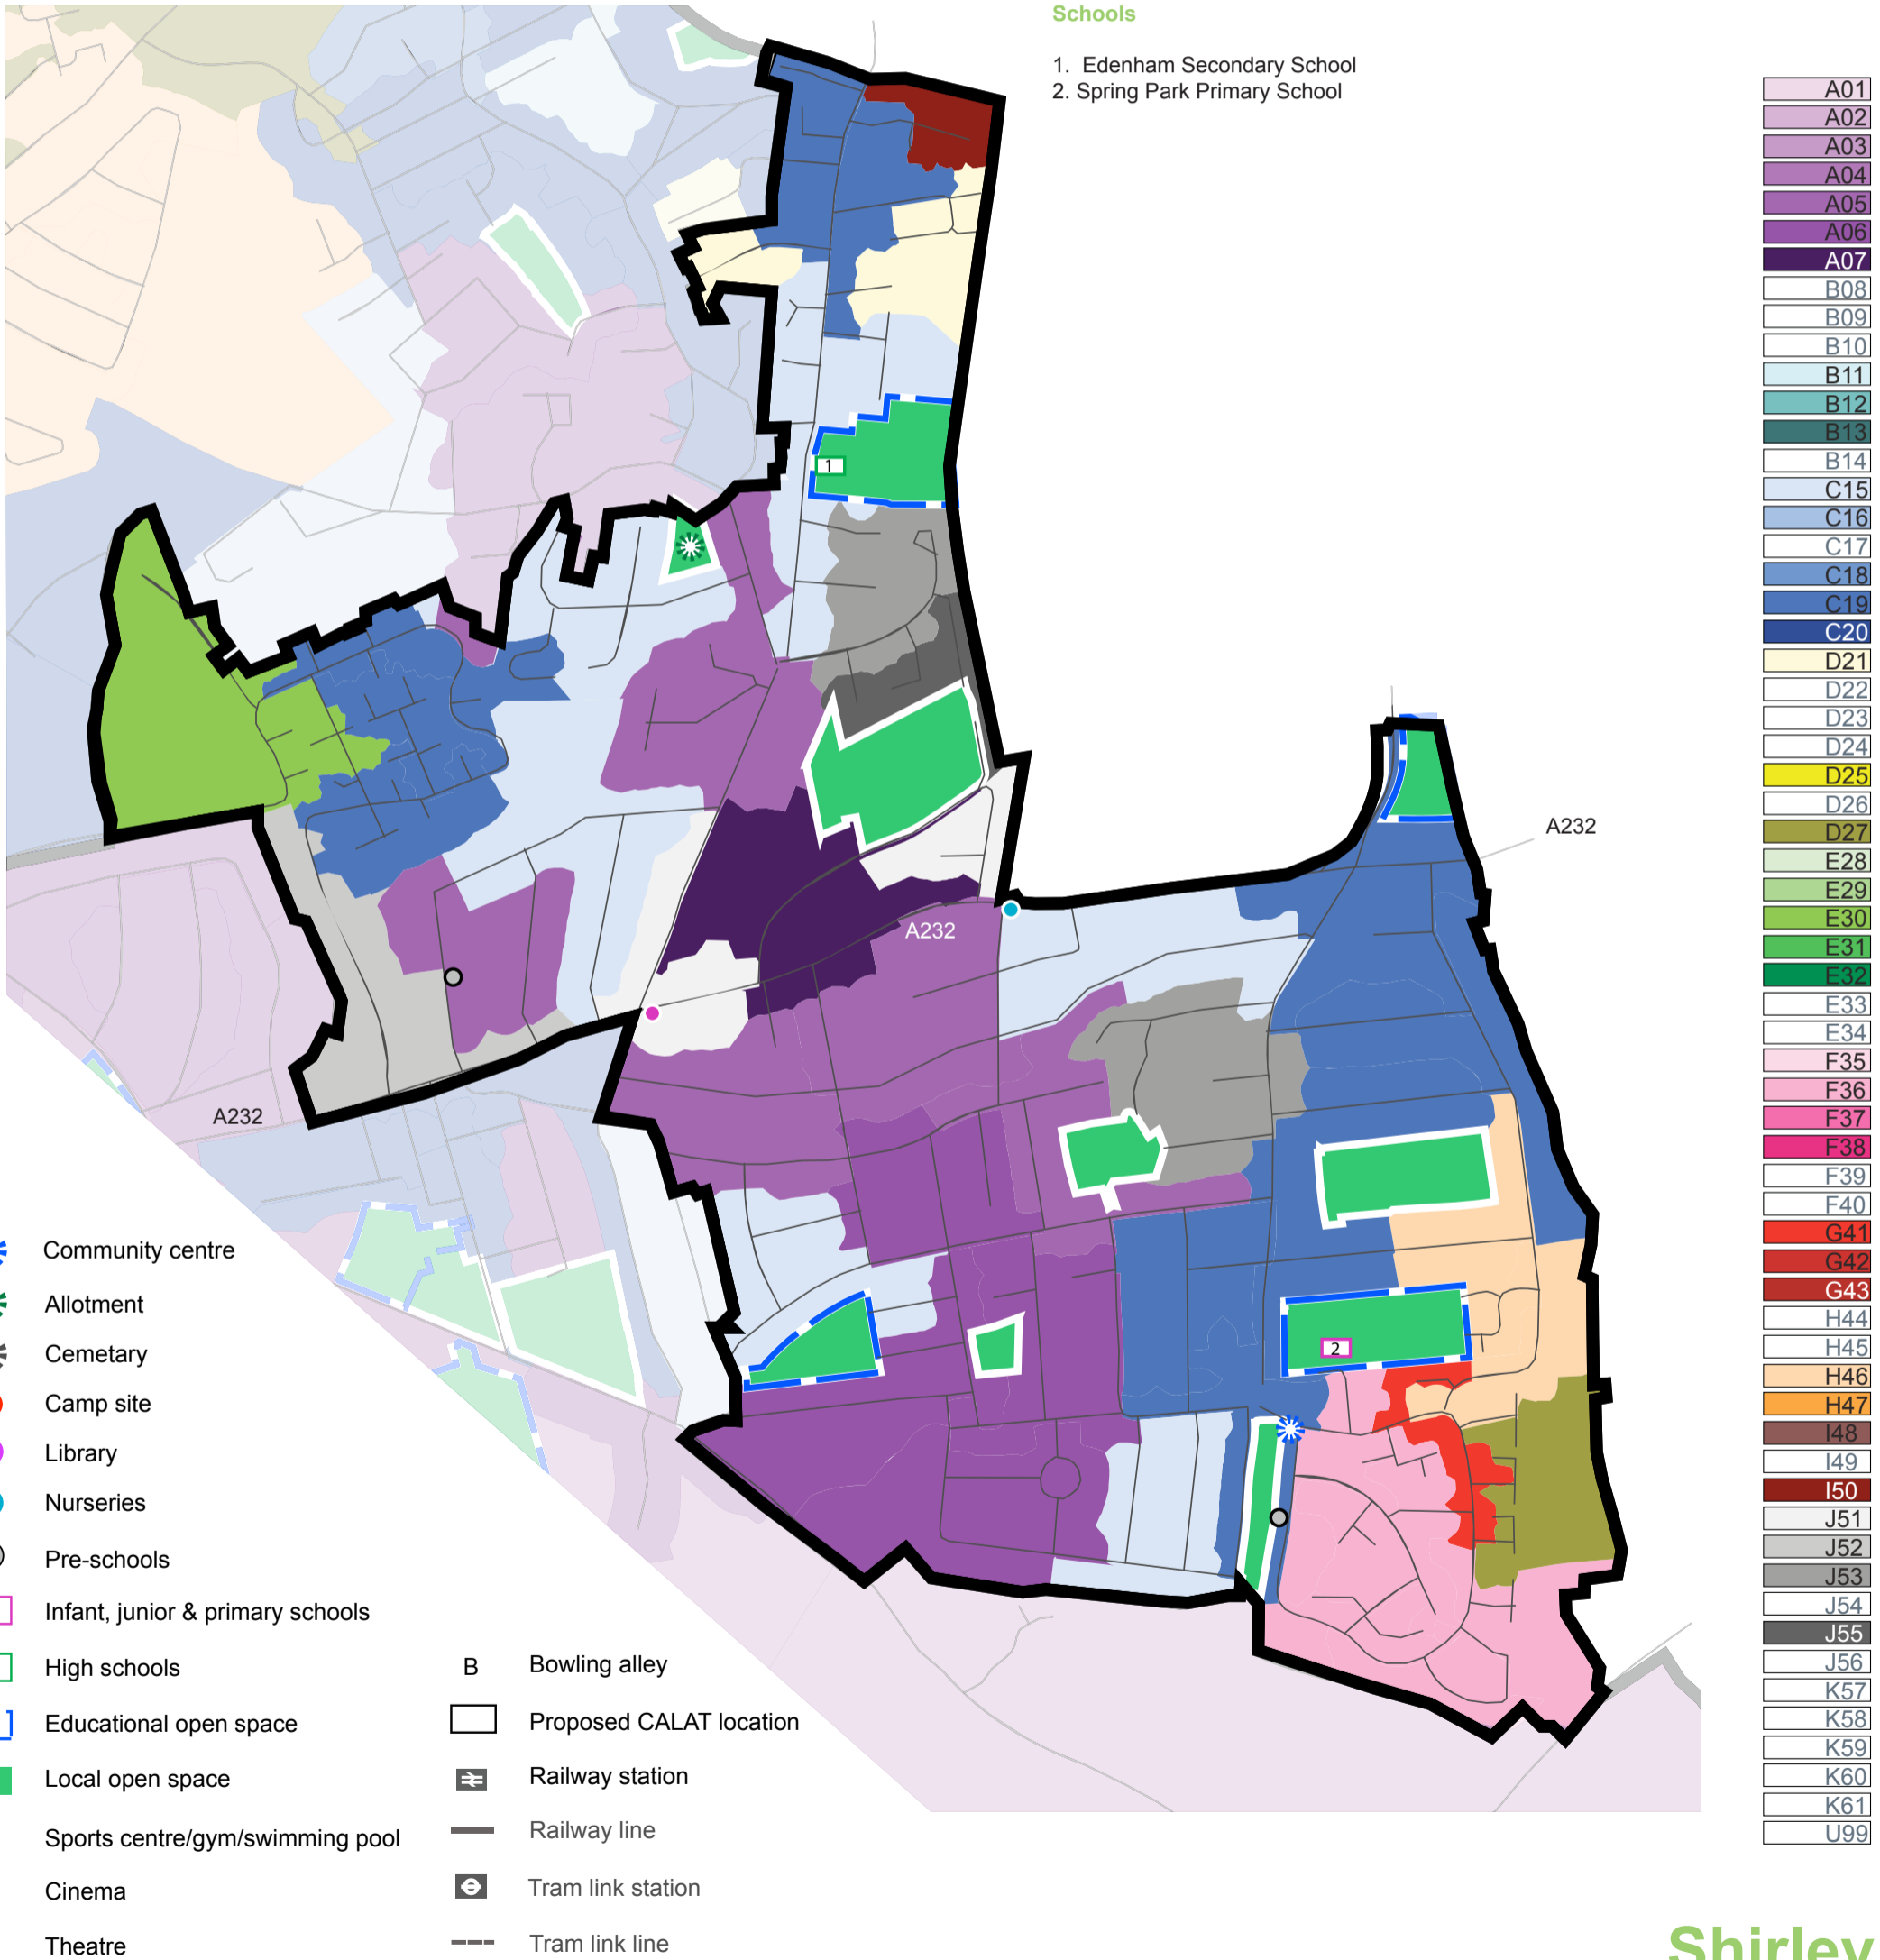 Schools
1. Edenham Secondary School
2. Spring Park Primary School
A01
A02
A03
A04
A05
A06
A07
B08
B09
B10
B11
B12
B13
B14
C15
C16
C17
C18
C19
C20
D21
D22
D23
D24
D25
D26
D27
E28
E29
E30
E31
E32
E33
E34
F35
F36
F37
F38
F39
F40
G41
G42
G43
H44
H45
H46
H47
I48
I49
I50
J51
J52
J53
J54
J55
J56
K57
K58
K59
K60
K61
U99
1
A232
A232
A232
2
Community centre
Allotment
Cemetary
Camp site
Library
Nurseries
Pre-schools
Infant, junior & primary schools
High schools
Educational open space
Local open space
Sports centre/gym/swimming pool
Cinema
Theatre
B Bowling alley
Proposed CALAT location
Railway station
Railway line
Tram link station
Tram link line
Shirley